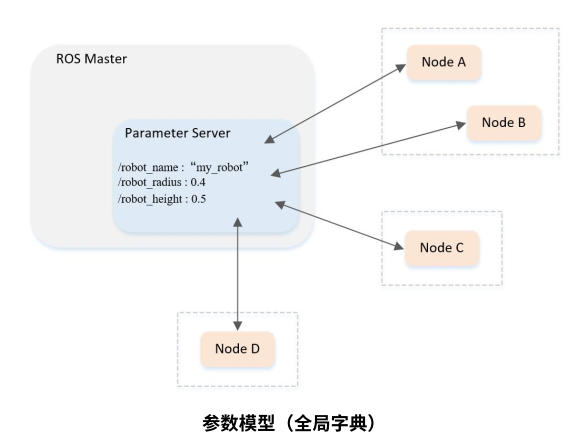 ROS Master
Node A
Node B
Parameter Server
/robot_name : “my_robot”
/robot_radius : 0.4
/robot_height : 0.5
Node C
Node D
参数模型（全局字典）